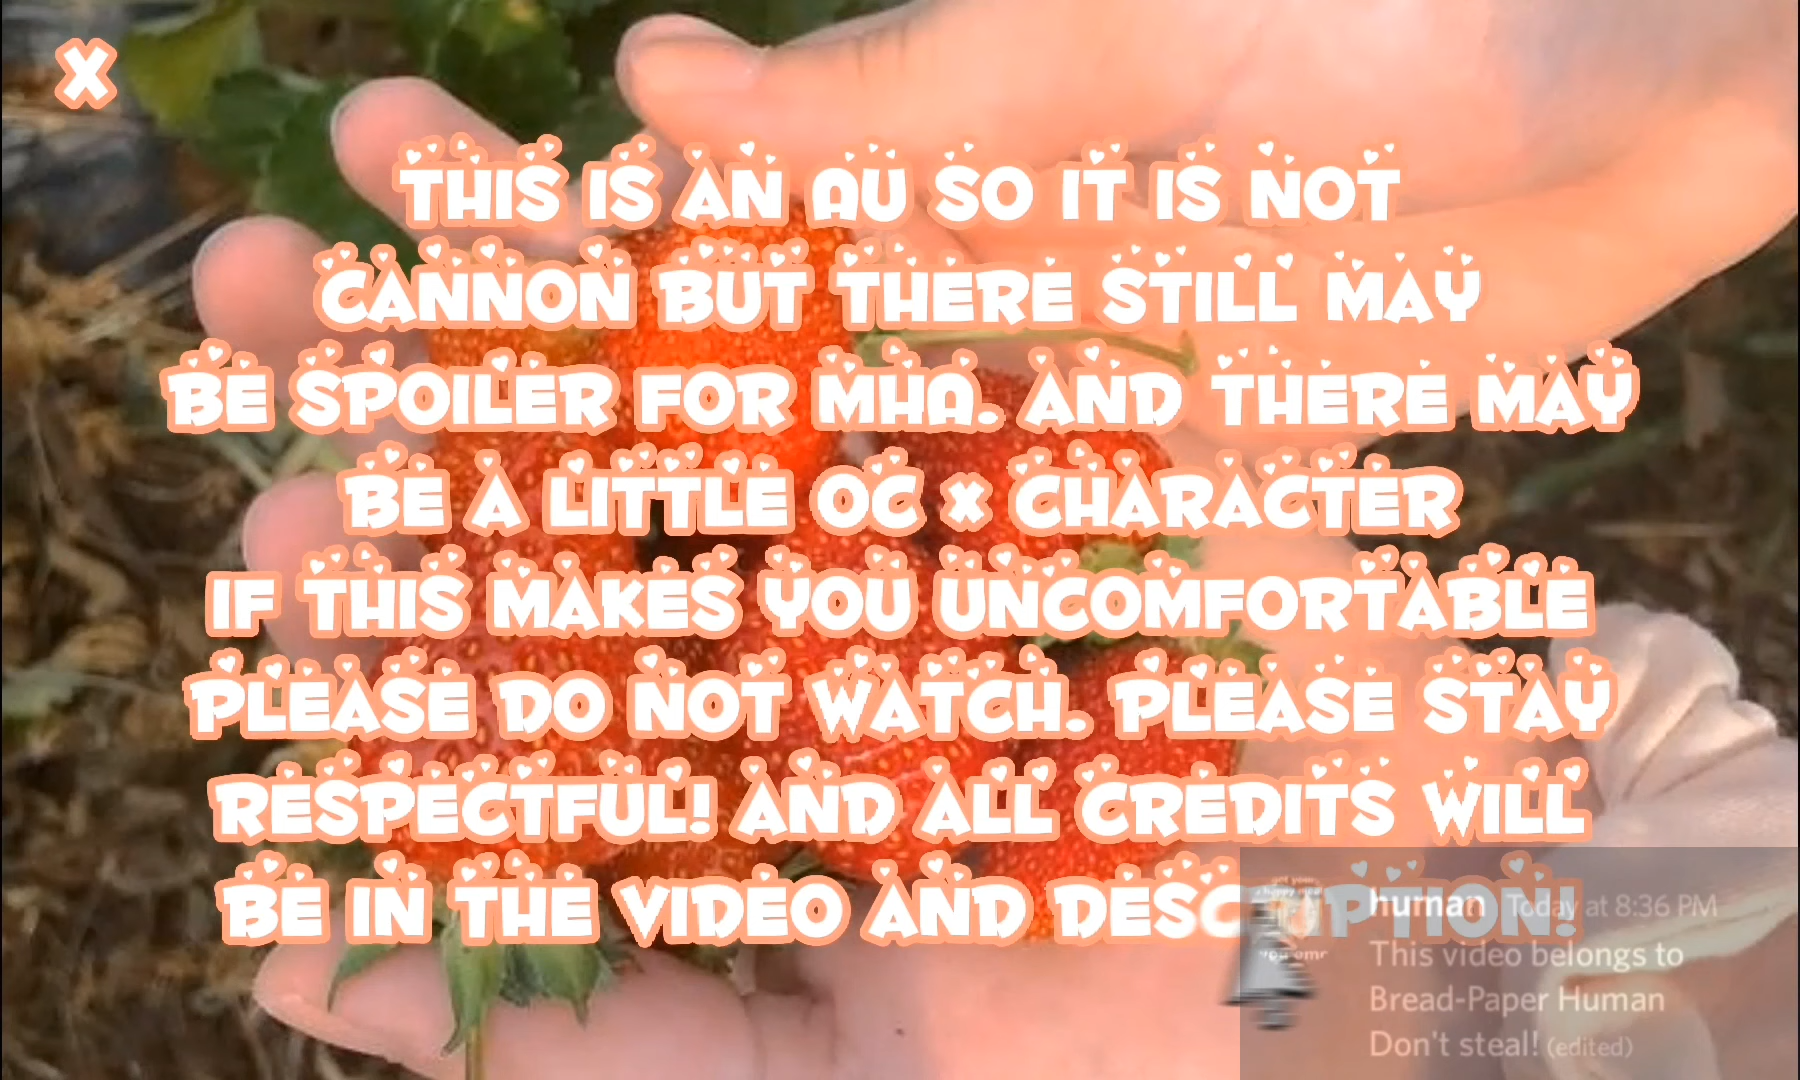 X
THIS IS AN AU SO IT IS NOT
CANNON BUT THERE STILL MAY
BE SPOILER FOR MHA. AND THERE MAY
BE A LITTLE OC × CHARACTER
IF THIS MAKES YOU UNCOMFORTABLE
PLEASE DO NOT WATCH. PLEASE STAY
RESPECTFUL! AND ALL CREDITS WILL
BE IN THE VIDEO AND DESCRIPTION!
human Today at 8:36 PM
This video belongs to
Bread-Paper Human
Don't steal! (edited)